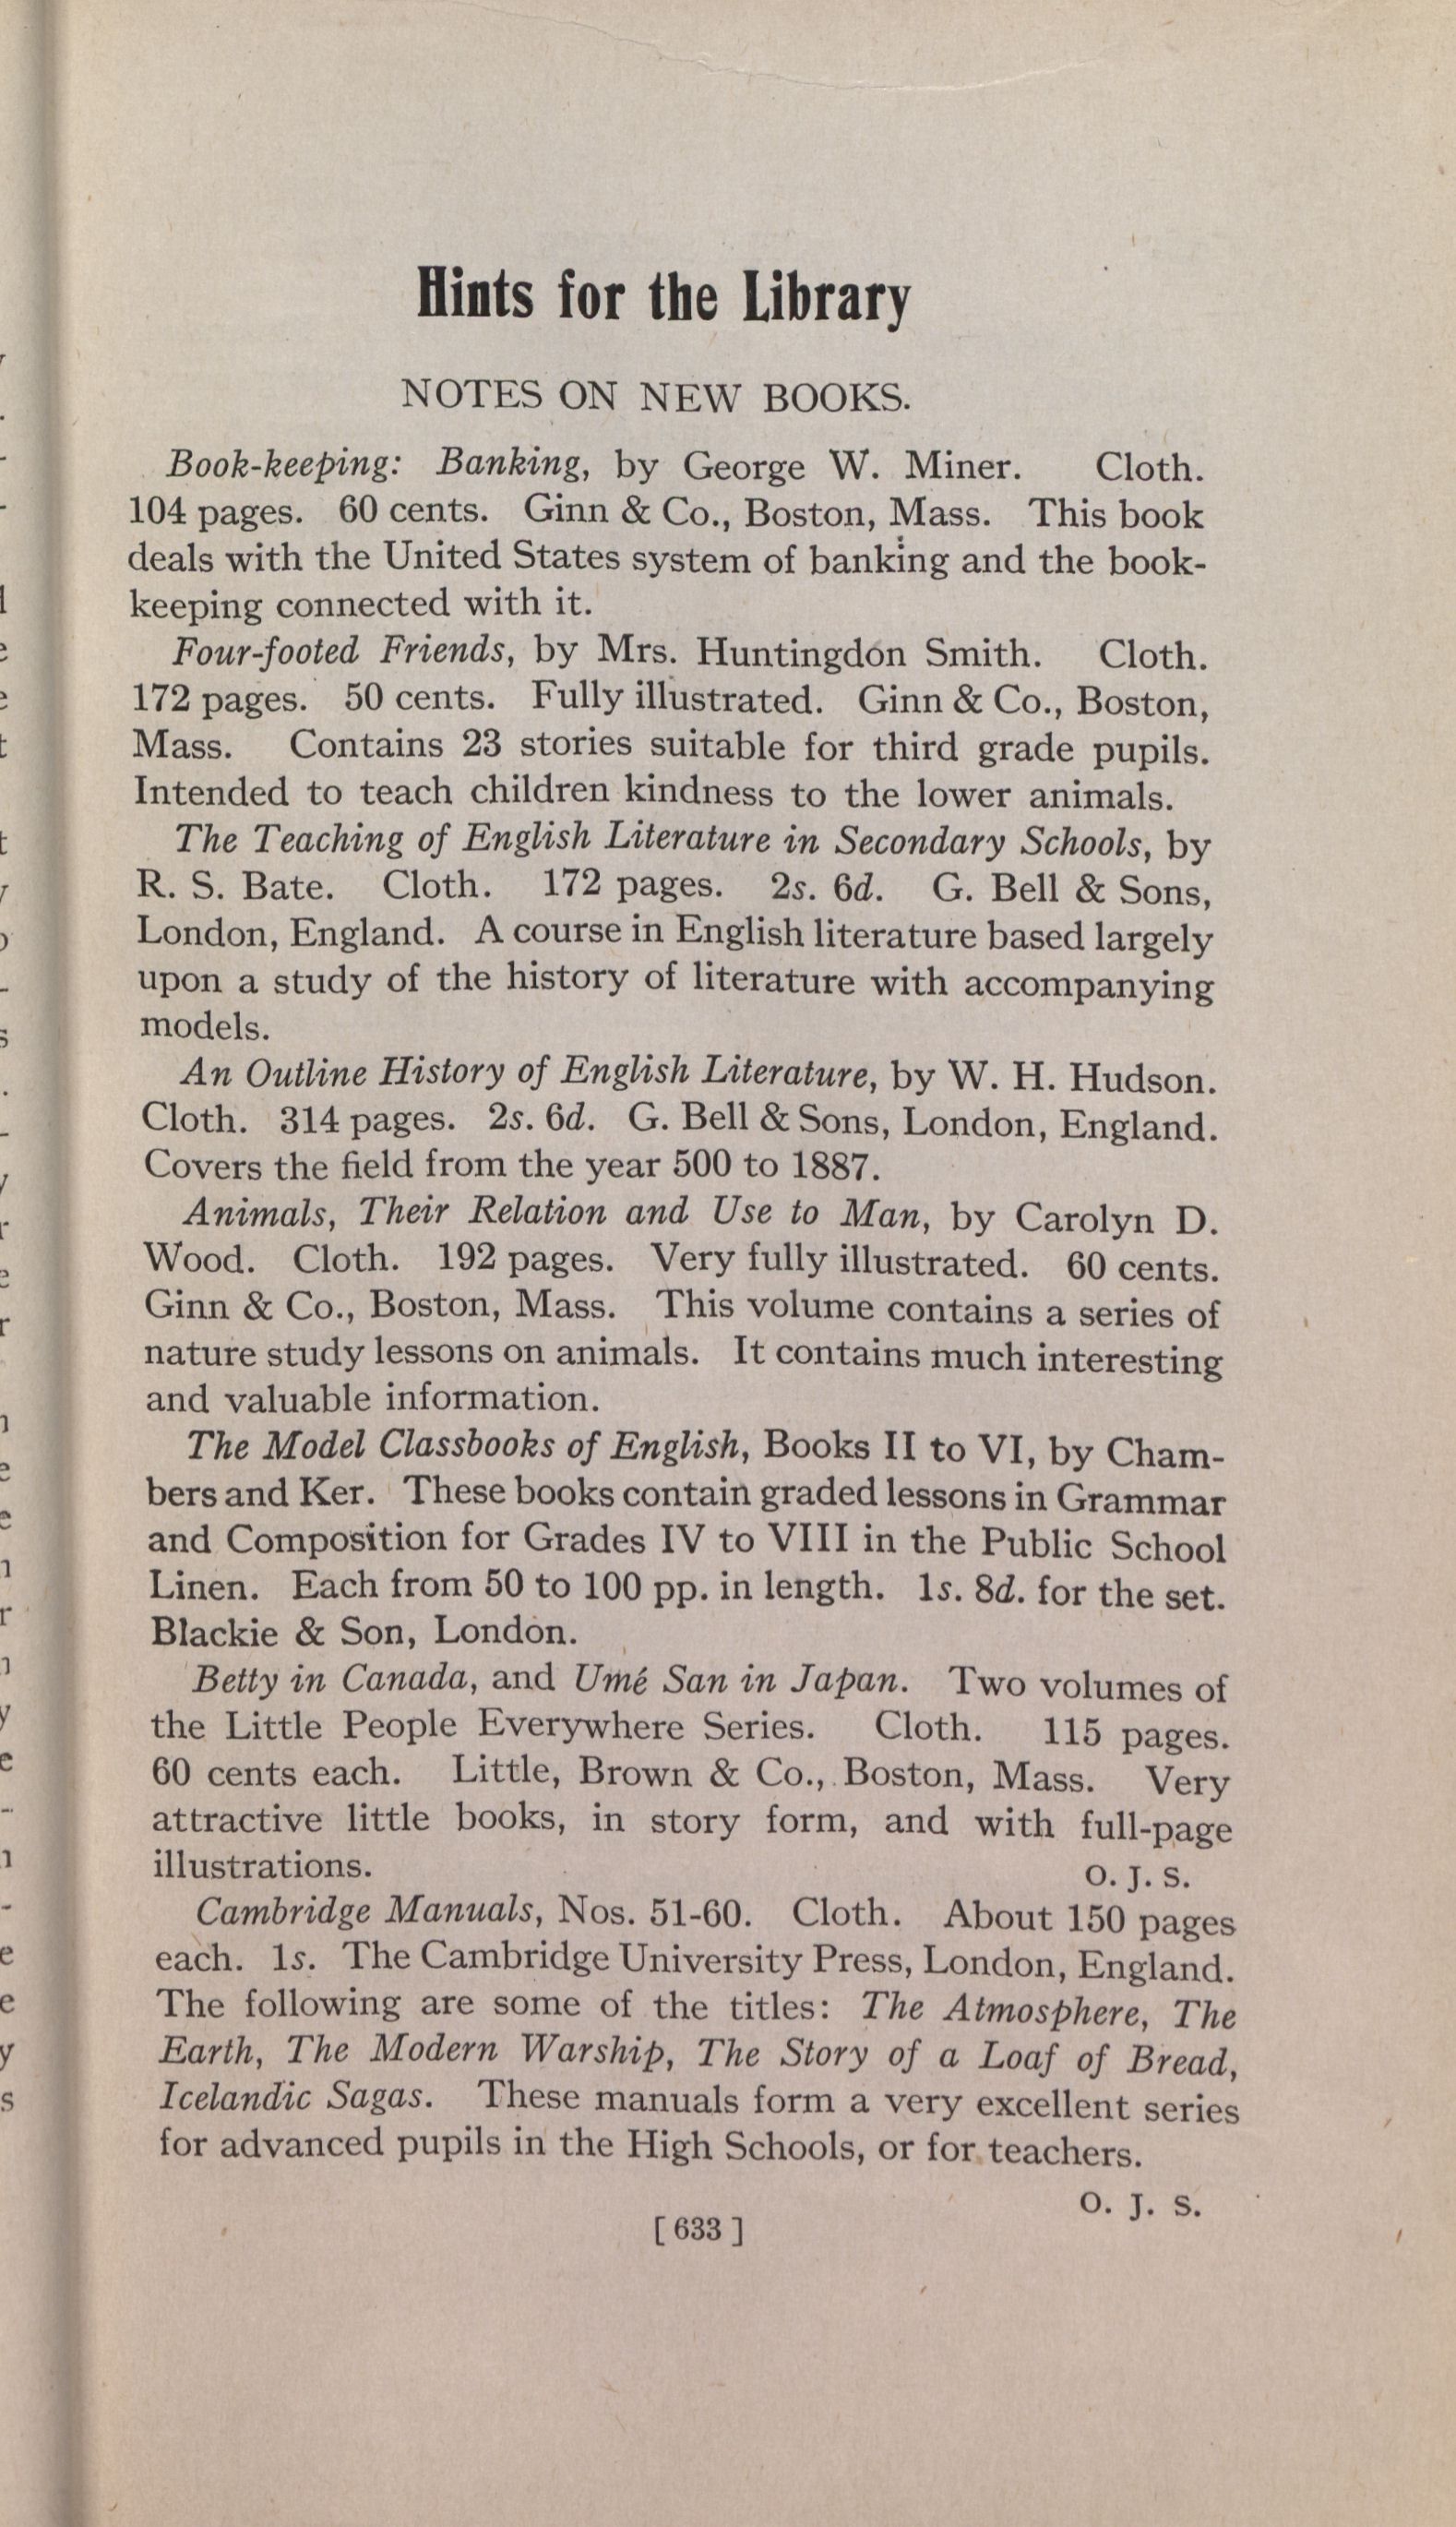 Hints for the Library
NOTES ON NEW BOOKS.
Book-keeping: Banking, by George W. Miner. Cloth.
104 pages. 60 cents. Ginn & Co., Boston, Mass. This book
deals with the United States system of banking and the book-
keeping connected with it.
Four-footed Friends, by Mrs. Huntingdon Smith. Cloth.
172 pages. 50 cents. Fully illustrated. Ginn & Co., Boston,
Mass. Contains 23 stories suitable for third grade pupils.
Intended to teach children kindness to the lower animals.
The Teaching of English Literature in Secondary Schools, by
R. S. Bate. Cloth. 172 pages. 2s. 6d. G. Bell & Sons,
London, England. A course in English literature based largely
upon a study of the history of literature with accompanying
models.
An Outline History of English Literature, by W. H. Hudson.
Cloth. 314 pages. 2s. 6d. G. Bell & Sons, London, England.
Covers the field from the year 500 to 1887.
Animals, Their Relation and Use to Man, by Carolyn D.
Wood. Cloth. 192 pages. Very fully illustrated. 60 cents.
Ginn & Co., Boston, Mass. This volume contains a series of
nature study lessons on animals. It contains much interesting
and valuable information.
The Model Classbooks of English, Books II to VI, by Cham-
bers and Ker. These books contain graded lessons in Grammar
and Composition for Grades IV to VIII in the Public School
Linen. Each from 50 to 100 pp. in length. 1s. 8d. for the set.
Blackie & Son, London.
Betty in Canada, and Umé San in Japan. Two volumes of
the Little People Everywhere Series. Cloth. 115 pages.
60 cents each. Little, Brown & Co., Boston, Mass. Very
attractive little books, in story form, and with full-page
illustrations. O. J. S.
Cambridge Manuals, Nos. 51-60. Cloth. About 150 pages
each. 1s. The Cambridge University Press, London, England.
The following are some of the titles: The Atmosphere, The
Earth, The Modern Warship, The Story of a Loaf of Bread,
Icelandic Sagas. These manuals form a very excellent series
for advanced pupils in the High Schools, or for teachers.
O. J. S.
[ 633 ]